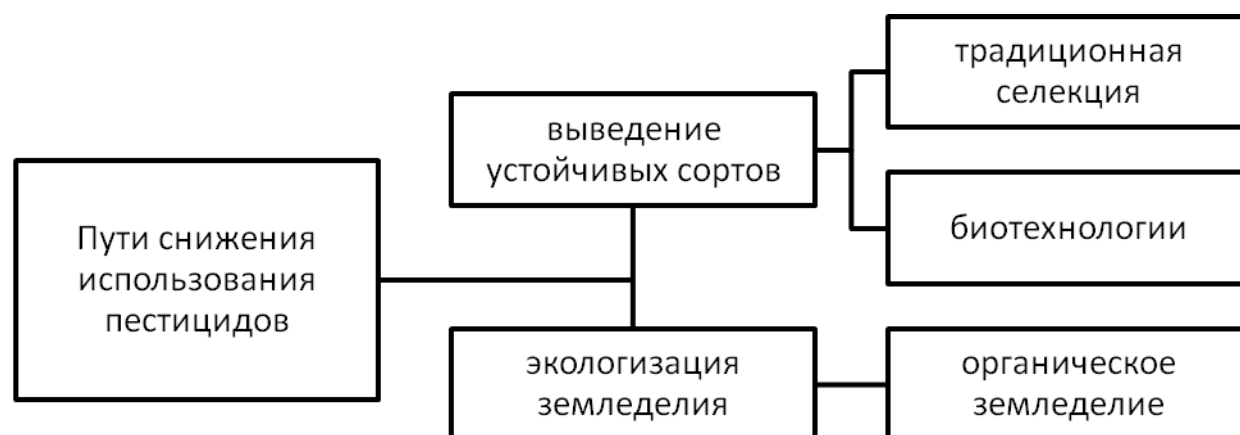 Пути снижения
использования
пестицидов
выведение
устойчивых сортов
традиционная
селекция
биотехнологии
экологизация
земледелия
органическое
земледелие